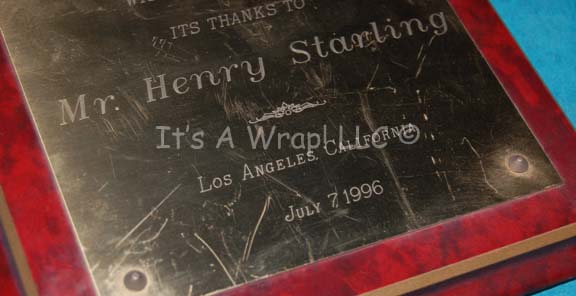 ITS THANKS TO
Mr. Henry Starling
It's A Wrap! LLC ©
Los Angeles, California
July 7, 1996